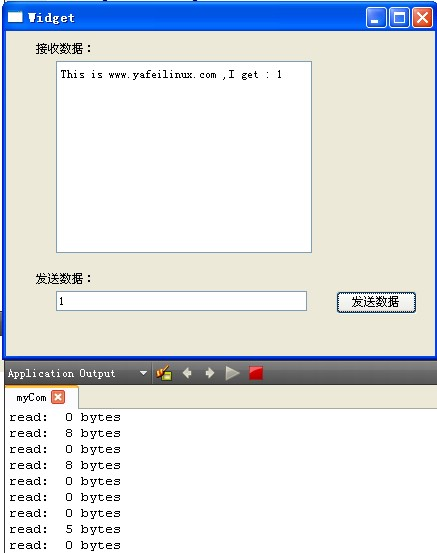 Widget
接收数据：
This is www.yafeilinux.com ,I get : 1
发送数据：
1
发送数据
Application Output
myCom
read:  0 bytes
read:  8 bytes
read:  0 bytes
read:  8 bytes
read:  0 bytes
read:  0 bytes
read:  0 bytes
read:  5 bytes
read:  0 bytes